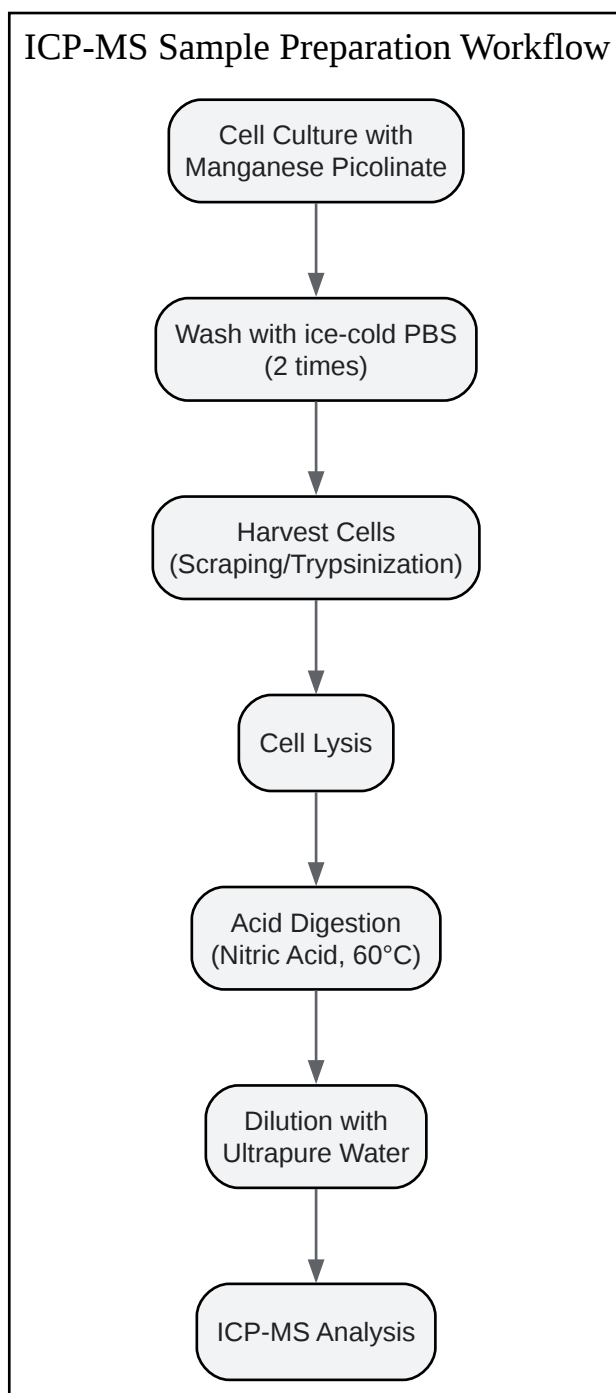 ICP-MS Sample Preparation Workflow
Cell Culture with
Manganese Picolinate
Wash with ice-cold PBS
(2 times)
Harvest Cells
(Scraping/Trypsinization)
Cell Lysis
Acid Digestion
(Nitric Acid, 60°C)
Dilution with
Ultrapure Water
ICP-MS Analysis